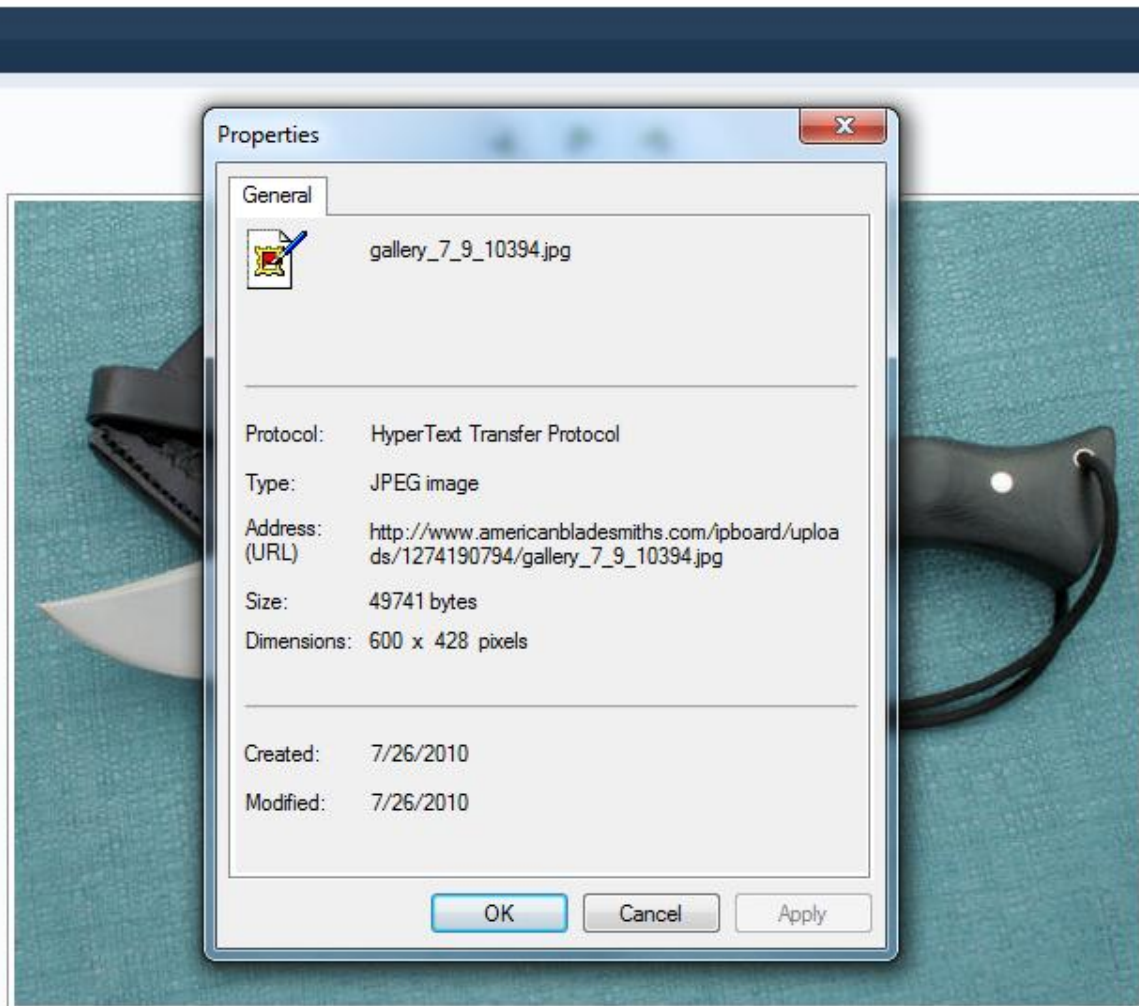 Properties
General
gallery_7_9_10394.jpg
Protocol: HyperText Transfer Protocol
Type: JPEG image
Address: http://www.americanbladesmiths.com/ipboard/uploa
(URL) ds/1274190794/gallery_7_9_10394.jpg
Size: 49741 bytes
Dimensions: 600 x 428 pixels
Created: 7/26/2010
Modified: 7/26/2010
OK Cancel Apply